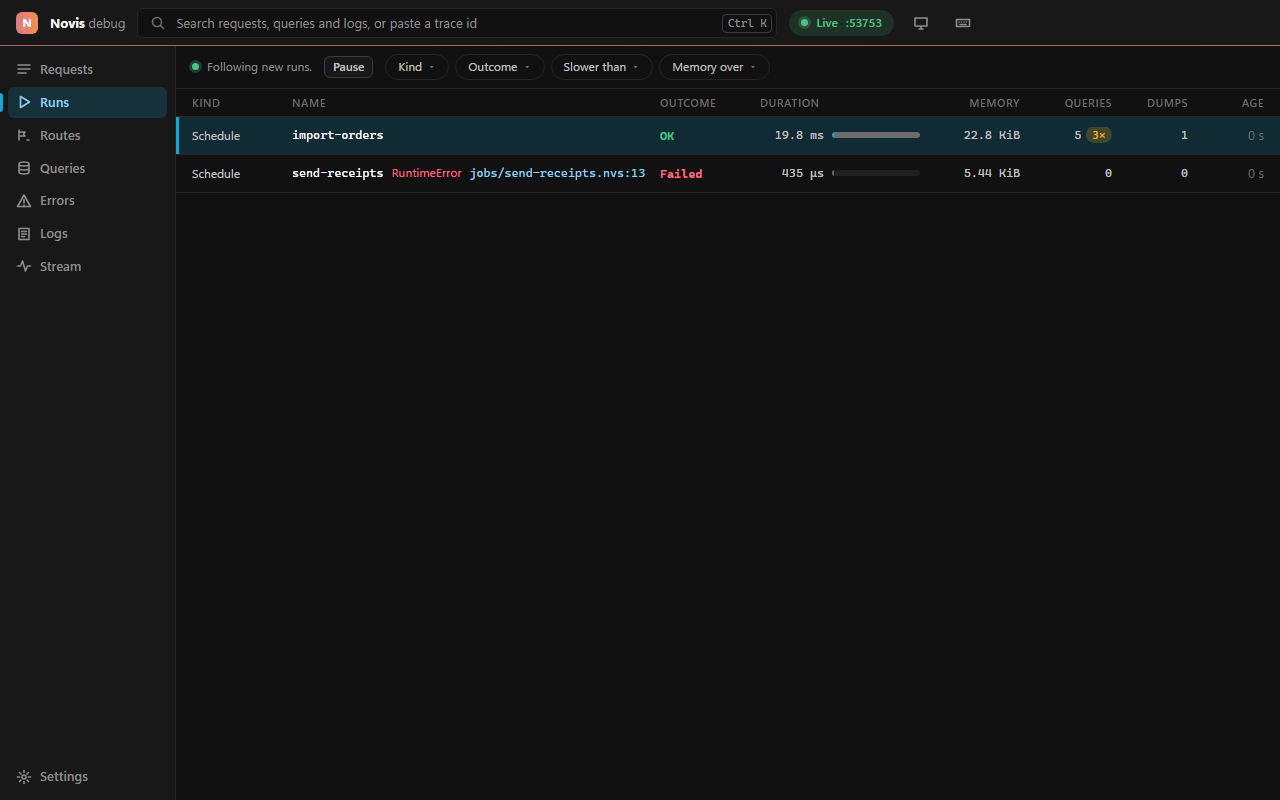 N Novis debug Search requests, queries and logs, or paste a trace id Ctrl K Live :53753
Requests
Runs
Routes
Queries
Errors
Logs
Stream
Settings
Following new runs. Pause Kind Outcome Slower than Memory over
KIND NAME OUTCOME DURATION MEMORY QUERIES DUMPS AGE
Schedule import-orders OK 19.8 ms 22.8 KiB 5 3× 1 0 s
Schedule send-receipts RuntimeError jobs/send-receipts.nvs:13 Failed 435 µs 5.44 KiB 0 0 0 s